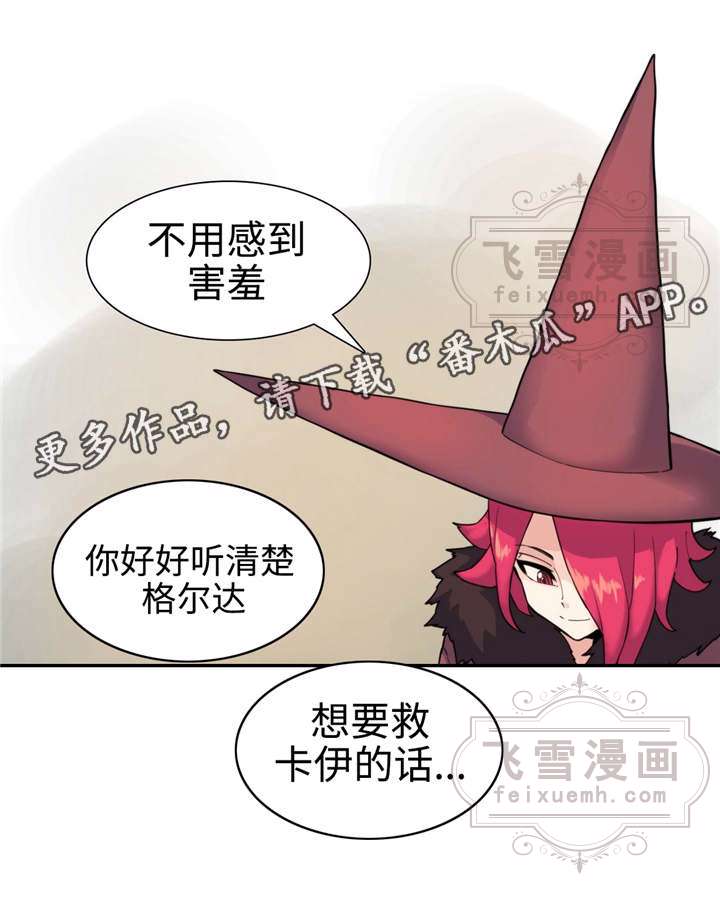 不用感到
害羞
飞雪漫画
feixuemh.com
更多作品，请下载“番木瓜”APP。
你好好听清楚
格尔达
想要救
卡伊的话...
飞雪漫画
feixuemh.com